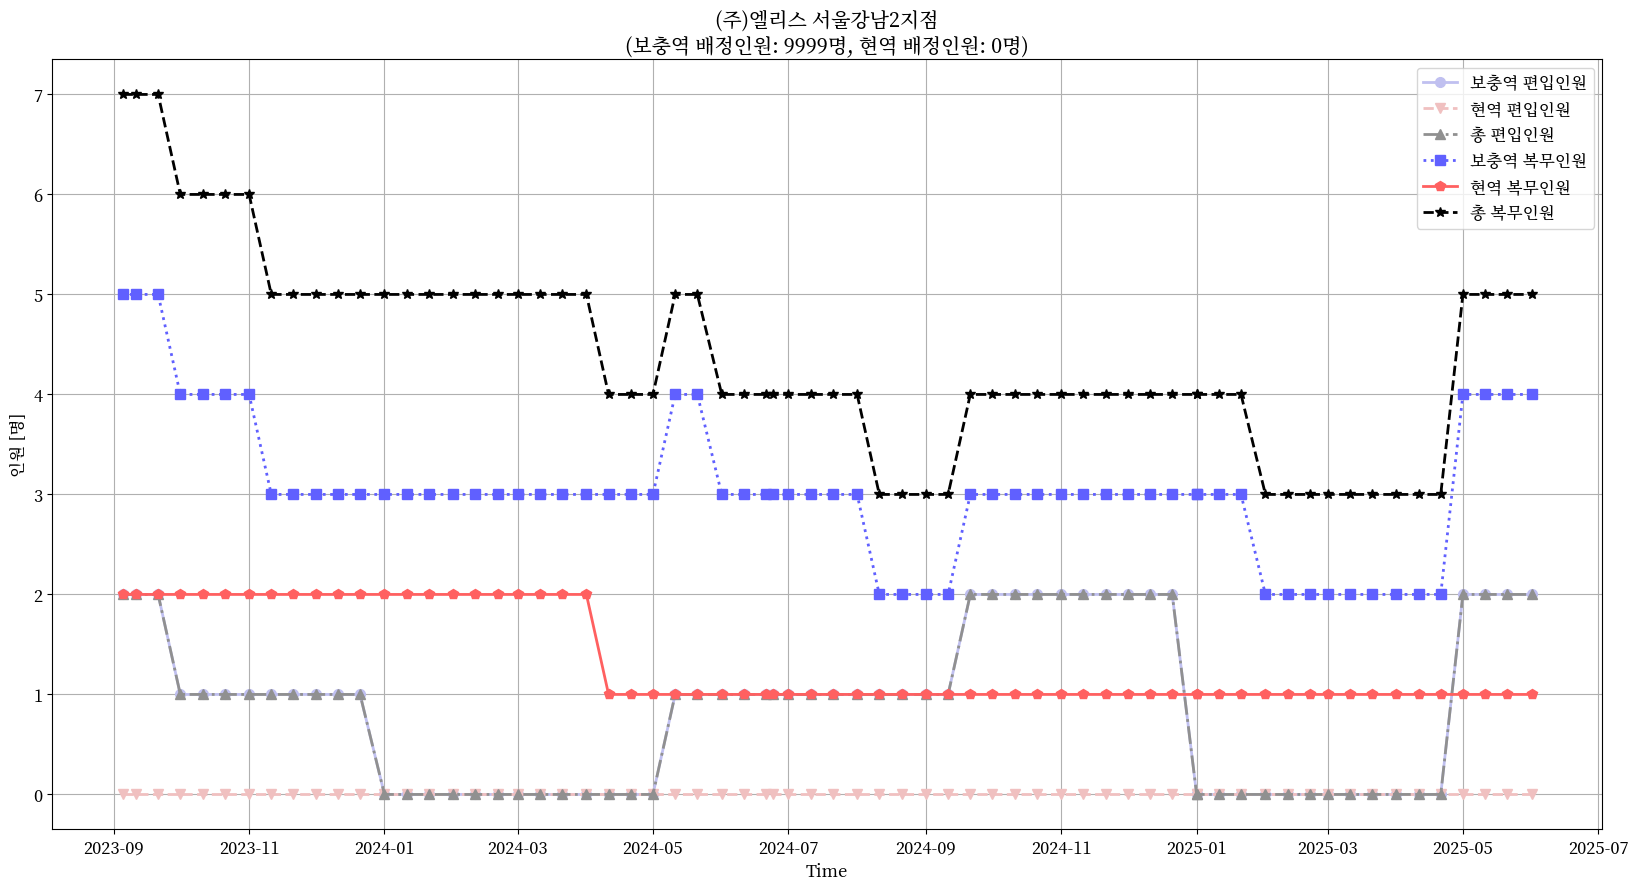 (주)엘리스 서울강남2지점
(보충역 배정인원: 9999명, 현역 배정인원: 0명)
보충역 편입인원
현역 편입인원
총 편입인원
보충역 복무인원
현역 복무인원
총 복무인원
7
6
5
4
3
2
1
0
인원 [명]
2023-09
2023-11
2024-01
2024-03
2024-05
2024-07
2024-09
2024-11
2025-01
2025-03
2025-05
2025-07
Time